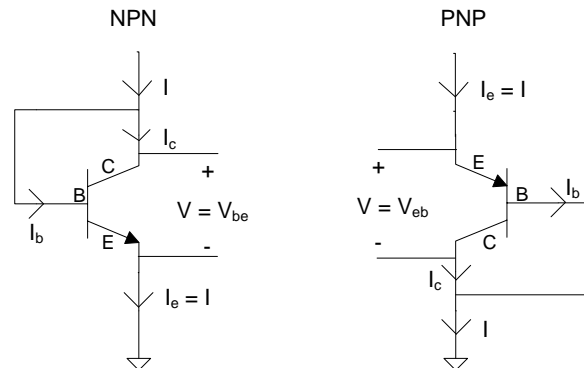 NPN
I
I_c
C
B
I_b
E
+
V = V_be
-
I_e = I
PNP
I_e = I
+
E
B
I_b
V = V_eb
-
C
I_c
I